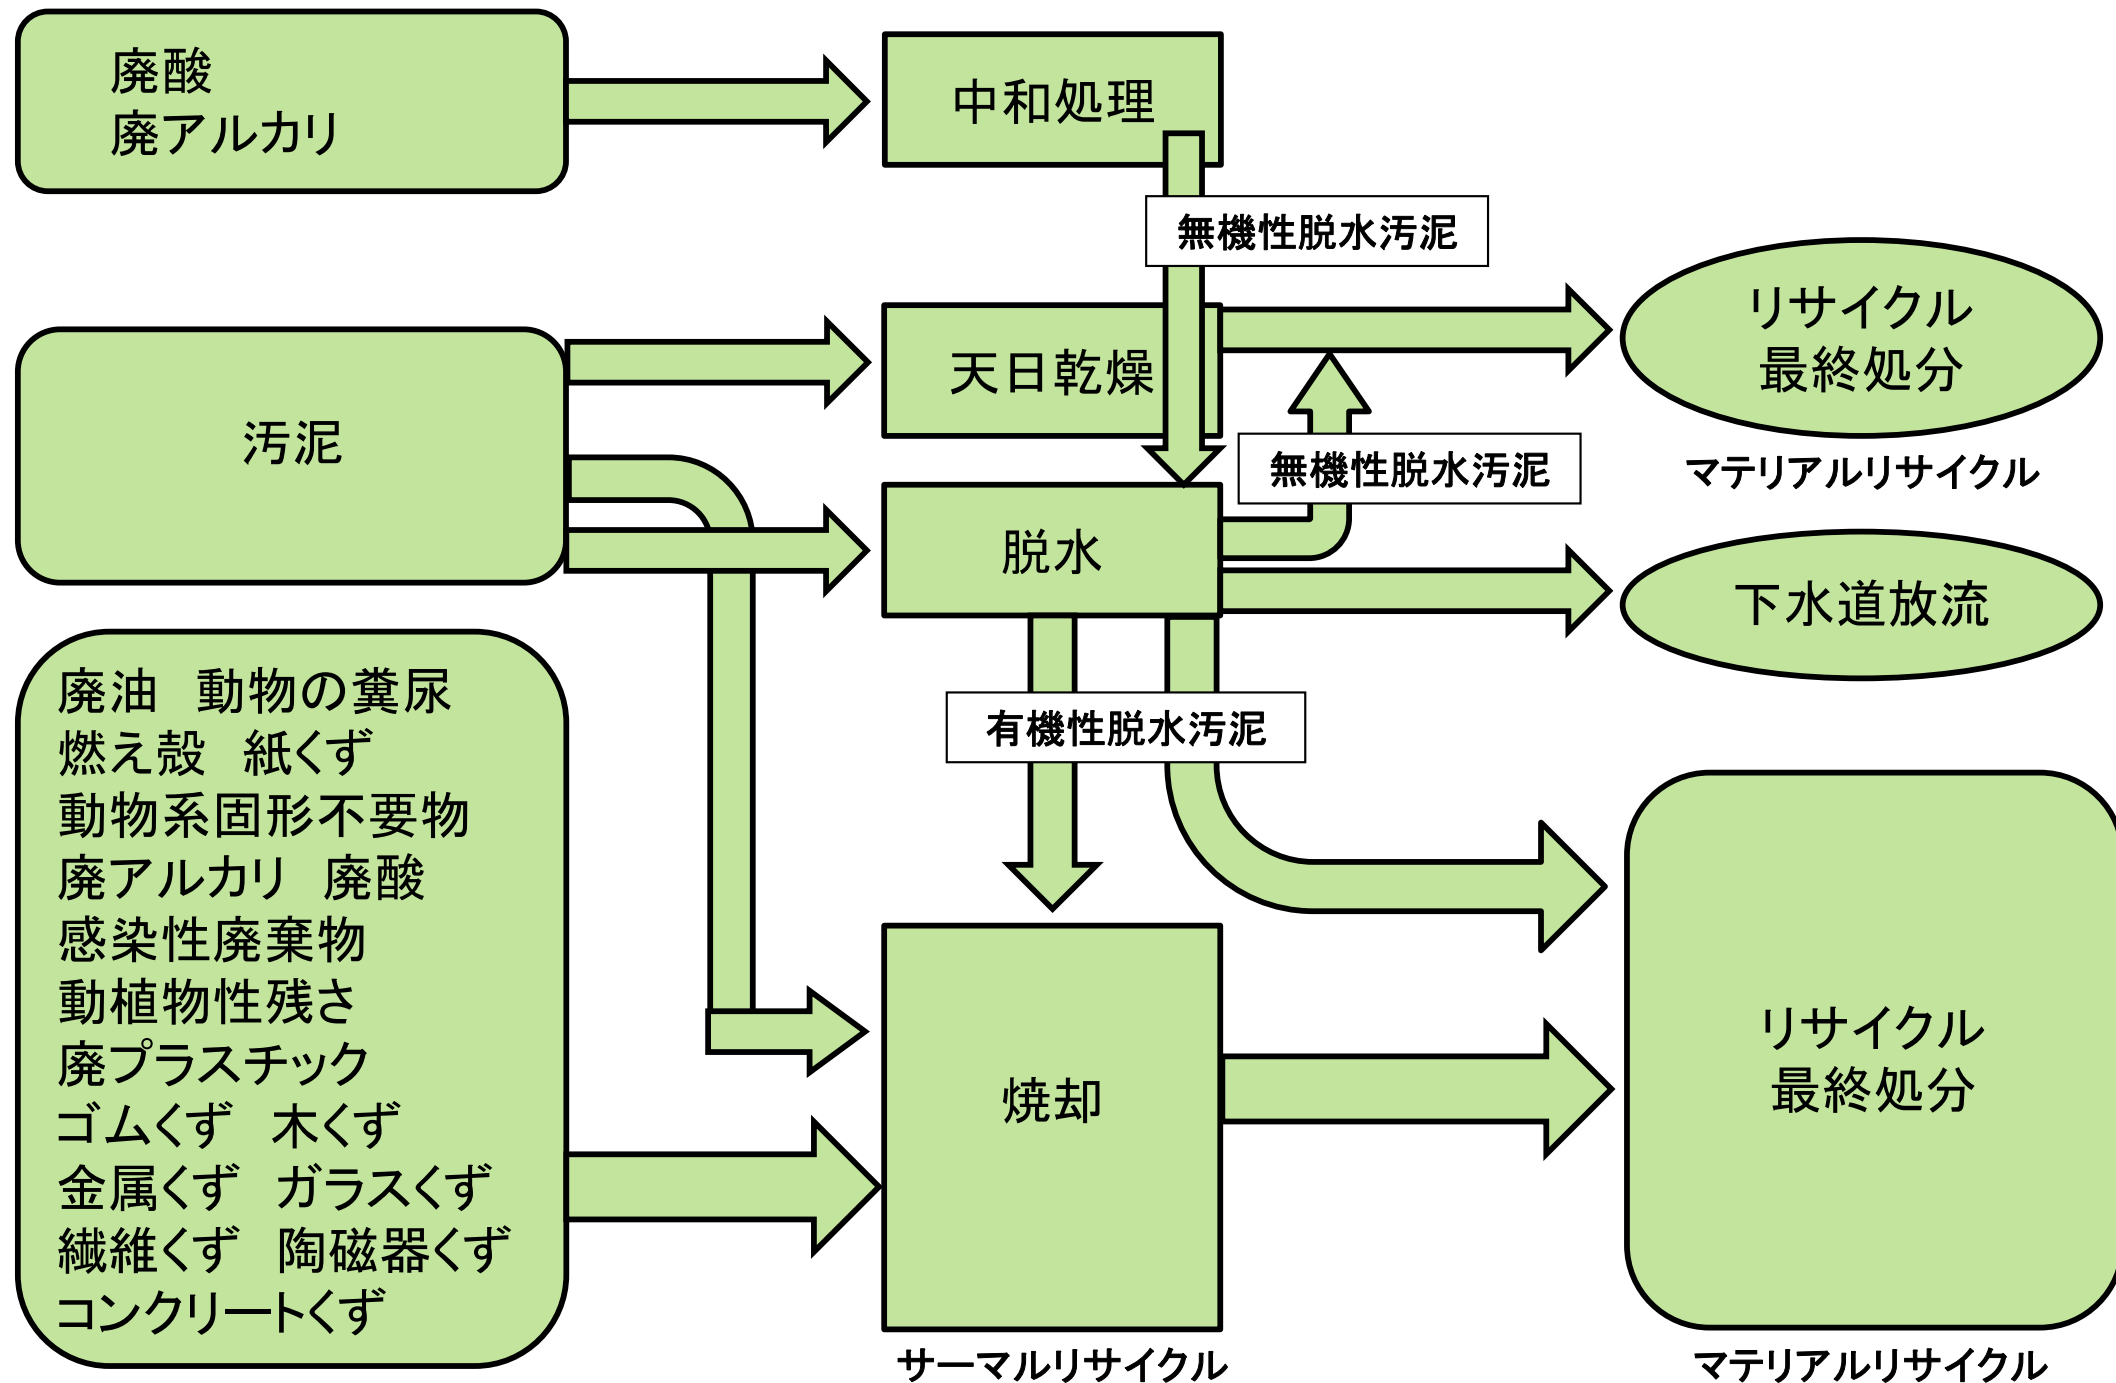 廃酸
廃アルカリ
中和処理
無機性脱水汚泥
汚泥
天日乾燥
リサイクル
最終処分
マテリアルリサイクル
無機性脱水汚泥
脱水
下水道放流
有機性脱水汚泥
廃油　動物の糞尿
燃え殻　紙くず
動物系固形不要物
廃アルカリ　廃酸
感染性廃棄物
動植物性残さ
廃プラスチック
ゴムくず　木くず
金属くず　ガラスくず
繊維くず　陶磁器くず
コンクリートくず
焼却
サーマルリサイクル
リサイクル
最終処分
マテリアルリサイクル